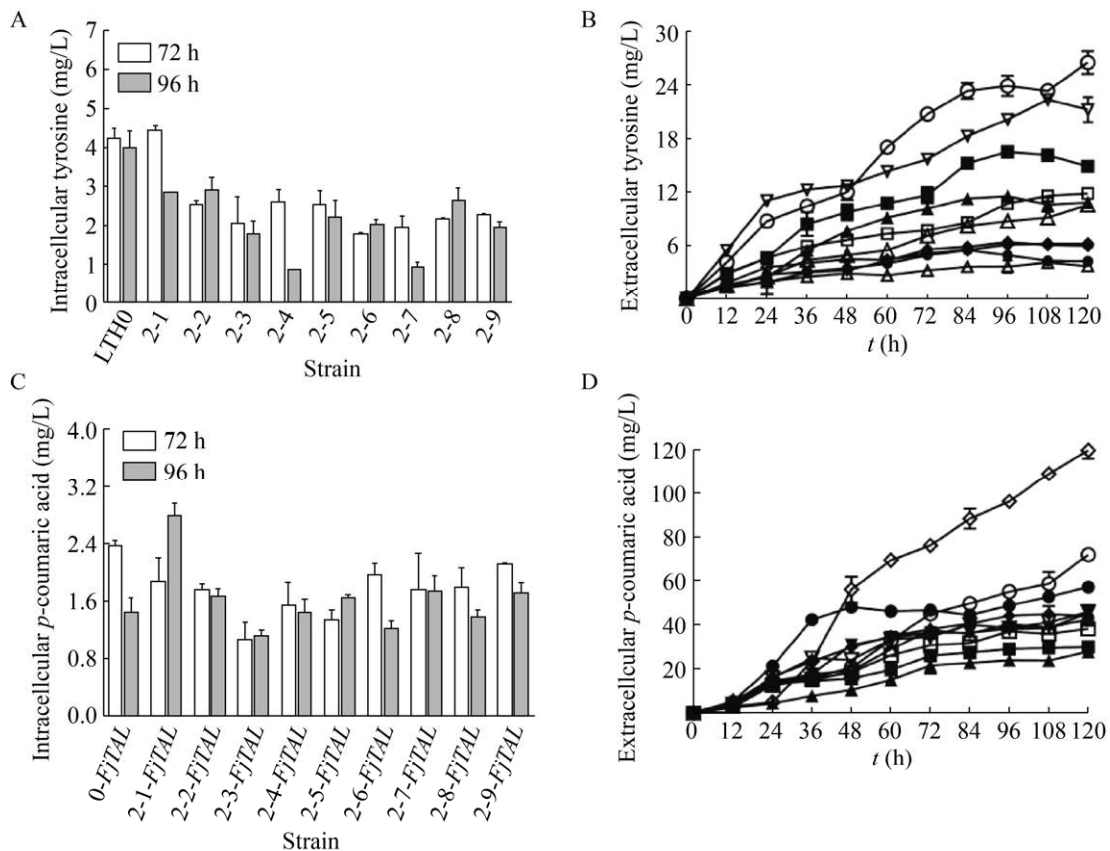 A
Intracellcular tyrosine (mg/L)
7
6
5
4
3
2
1
0
72 h
96 h
LTH0
2-1
2-2
2-3
2-4
2-5
2-6
2-7
2-8
2-9
Strain
B
Extracellcular tyrosine (mg/L)
30
24
18
12
6
0 12 24 36 48 60 72 84 96 108 120
t (h)
C
Intracellcular p-coumaric acid (mg/L)
4.0
3.2
2.4
1.6
0.8
0.0
72 h
96 h
0-FjTAL
2-1-FjTAL
2-2-FjTAL
2-3-FjTAL
2-4-FjTAL
2-5-FjTAL
2-6-FjTAL
2-7-FjTAL
2-8-FjTAL
2-9-FjTAL
Strain
D
Extracellcular p-coumaric acid (mg/L)
120
100
80
60
40
20
0 12 24 36 48 60 72 84 96 108 120
t (h)